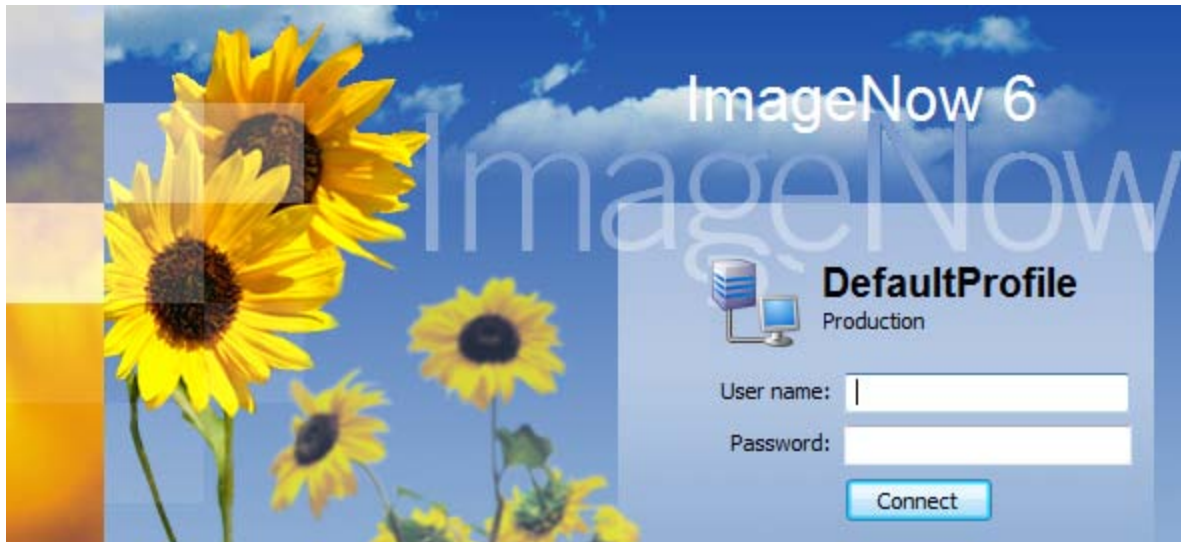 ImageNow 6
ImageNow
DefaultProfile
Production
User name:
Password:
Connect